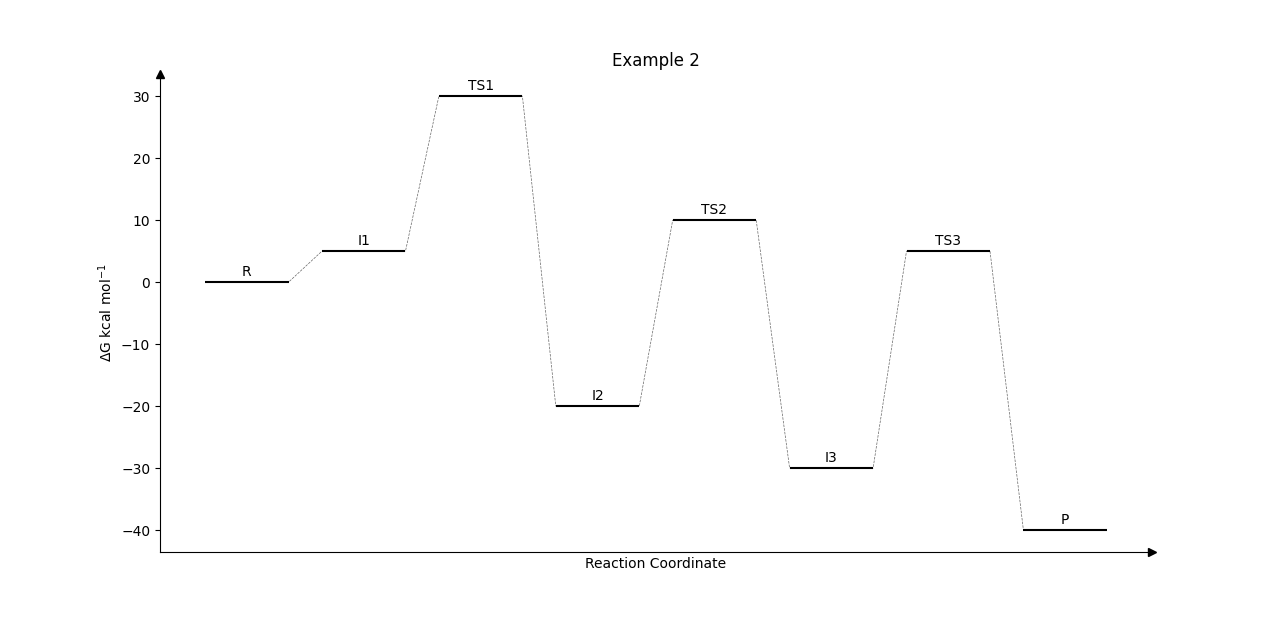 Example 2
30
20
10
0
−10
−20
−30
−40
ΔG kcal mol⁻¹
R
I1
TS1
I2
TS2
I3
TS3
P
Reaction Coordinate